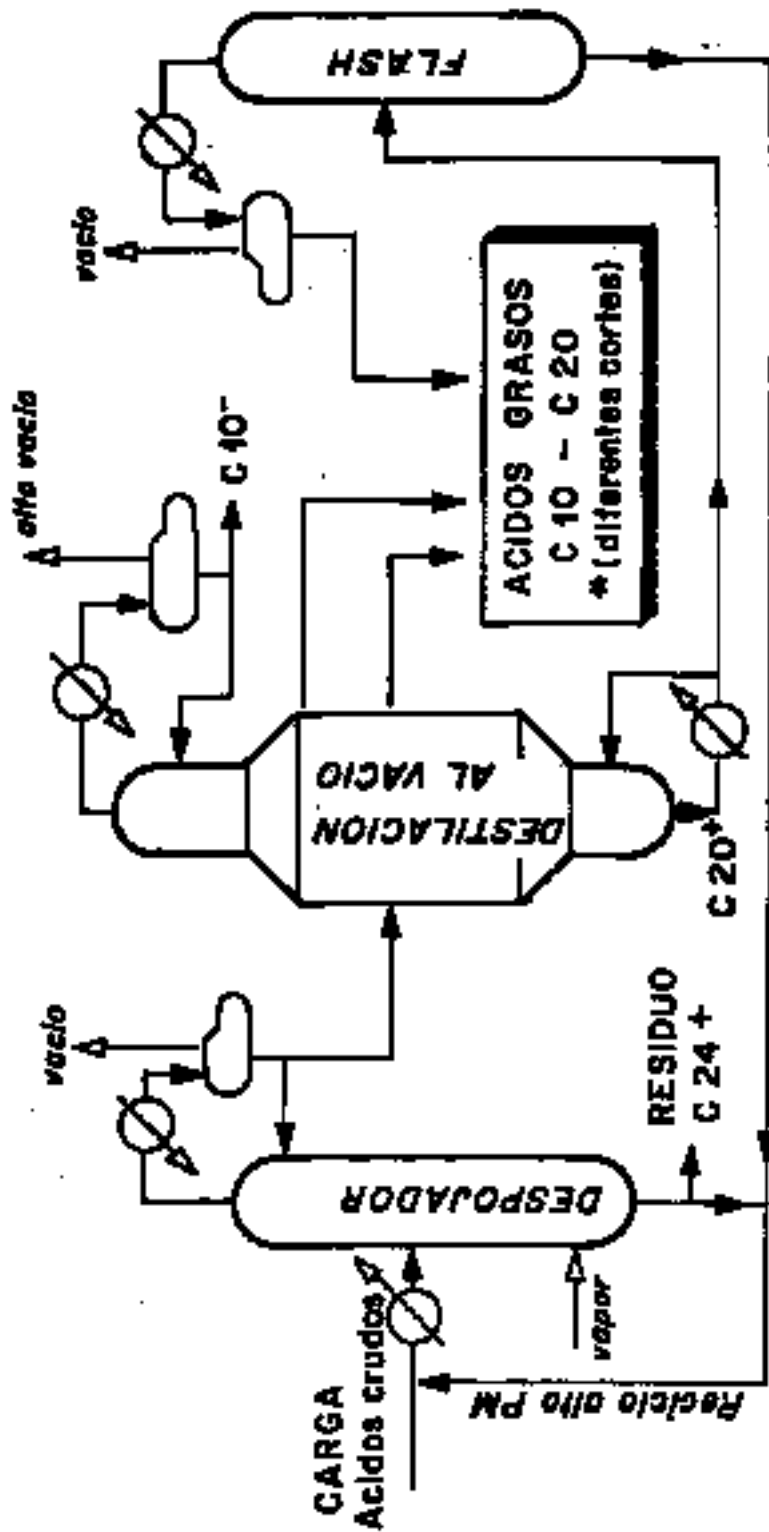 CARGA
Acidos crudos
vapor
Reciclo alto PM
DESPOJADOR
vacio
RESIDUO
C 24 +
DESTILACION
AL VACIO
alto vacio
C 10⁻
C 20⁺
ACIDOS GRASOS
C 10 - C 20
*(diferentes cortes)
vacio
FLASH